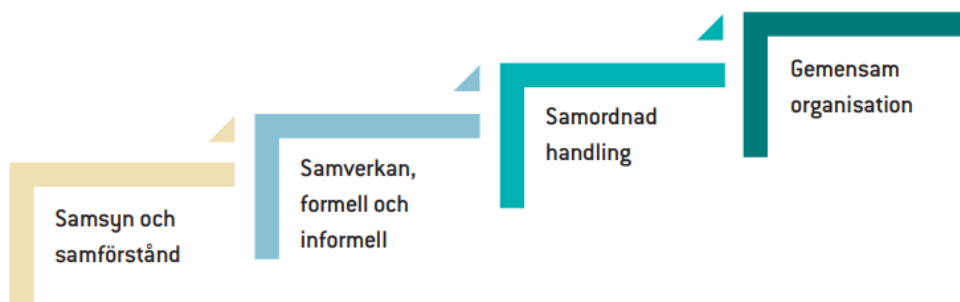 Samsyn och
samförstånd
Samverkan,
formell och
informell
Samordnad
handling
Gemensam
organisation